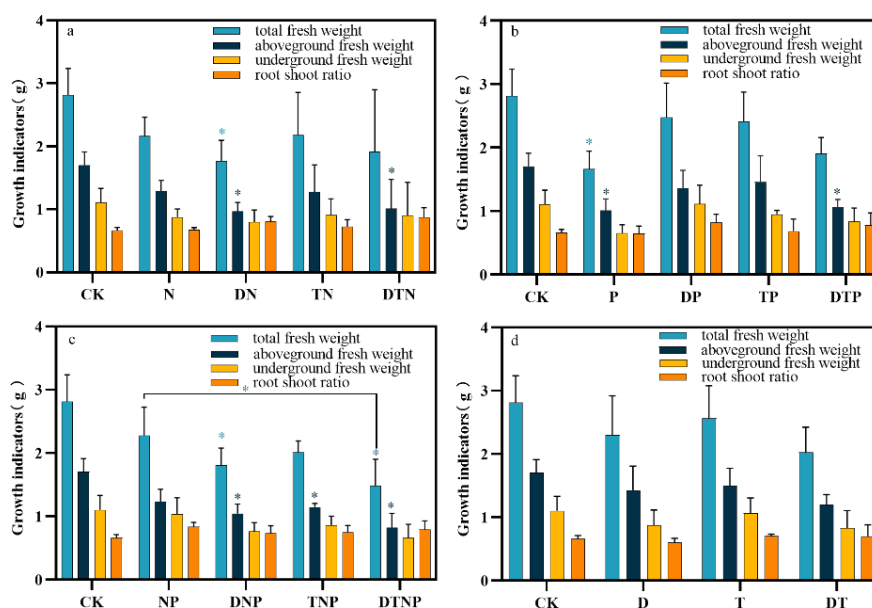 a
total fresh weight
aboveground fresh weight
underground fresh weight
root shoot ratio
Growth indicators( g )
4
3
2
1
0
*
*
*
CK N DN TN DTN
b
total fresh weight
aboveground fresh weight
underground fresh weight
root shoot ratio
Growth indicators( g )
4
3
2
1
0
*
*
*
CK P DP TP DTP
c
total fresh weight
aboveground fresh weight
underground fresh weight
root shoot ratio
Growth indicators( g )
4
3
2
1
0
*
*
*
*
*
*
CK NP DNP TNP DTNP
d
total fresh weight
aboveground fresh weight
underground fresh weight
root shoot ratio
Growth indicators( g )
4
3
2
1
0
CK D T DT